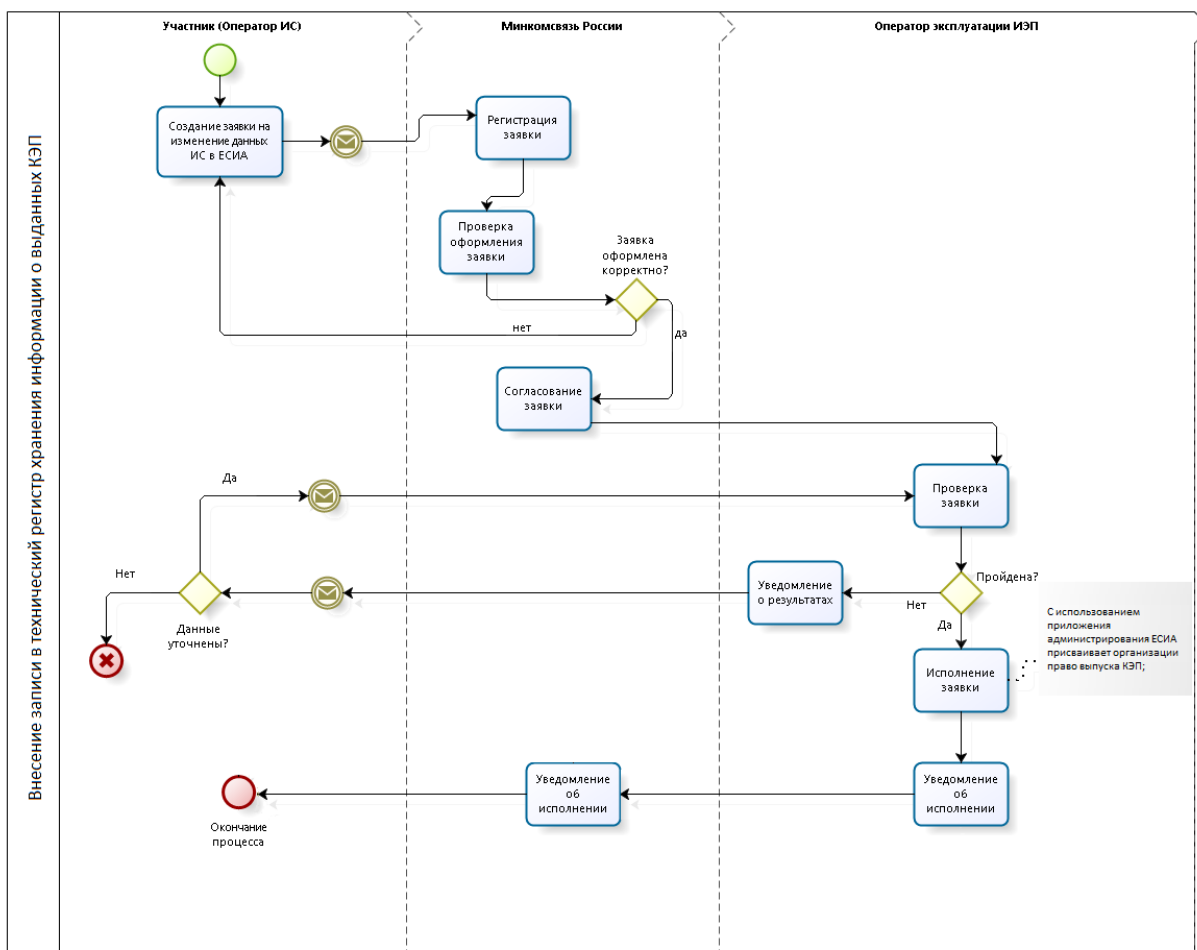 Внесение записи в технический регистр хранения информации о выданных КЭП
Участник (Оператор ИС)
Минкомсвязь России
Оператор эксплуатации ИЭП
Создание заявки на
изменение данных
ИС в ЕСИА
Регистрация
заявки
Проверка
оформления
заявки
Заявка
оформлена
корректно?
нет
да
Согласование
заявки
Да
Проверка
заявки
Нет
Данные
уточнены?
Уведомление
о результатах
Пройдена?
Нет
Да
С использованием
приложения
администрирования ЕСИА
присваивает организации
право выпуска КЭП;
Исполнение
заявки
Окончание
процесса
Уведомление
об
исполнении
Уведомление
об
исполнении